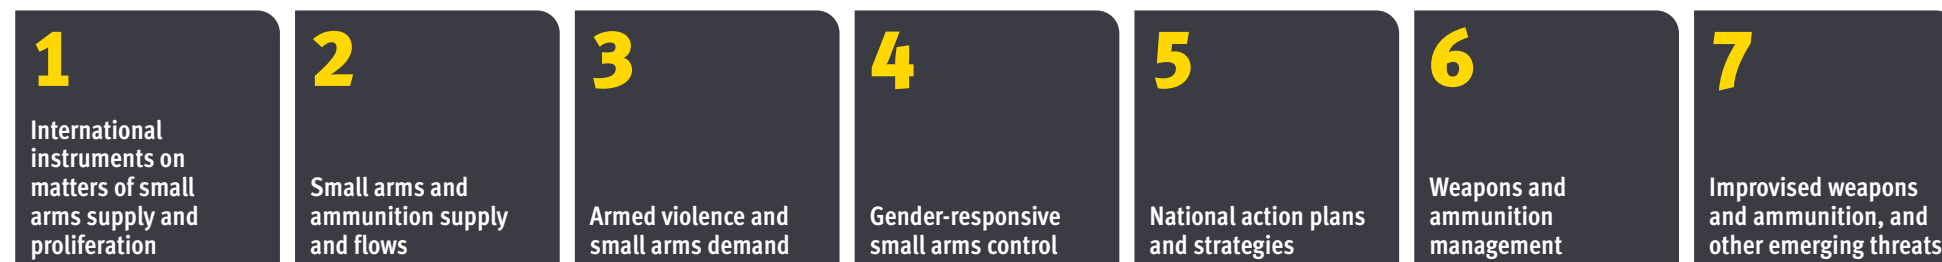 1
International
instruments on
matters of small
arms supply and
proliferation
2
Small arms and
ammunition supply
and flows
3
Armed violence and
small arms demand
4
Gender-responsive
small arms control
5
National action plans
and strategies
6
Weapons and
ammunition
management
7
Improvised weapons
and ammunition, and
other emerging threats